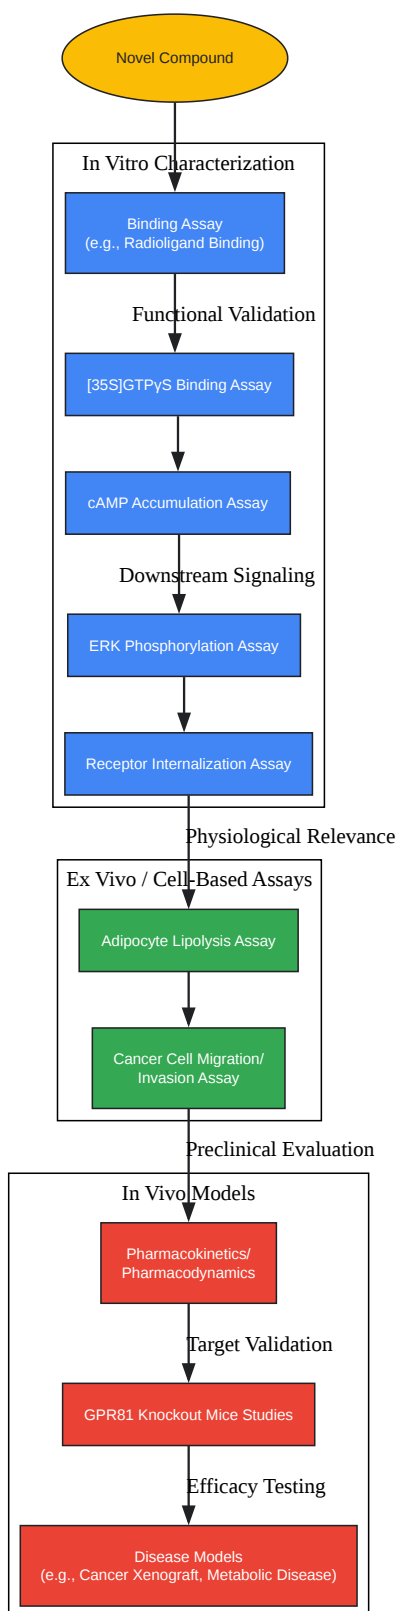 Novel Compound
In Vitro Characterization
Binding Assay
(e.g., Radioligand Binding)
Functional Validation
[35S]GTPγS Binding Assay
cAMP Accumulation Assay
Downstream Signaling
ERK Phosphorylation Assay
Receptor Internalization Assay
Physiological Relevance
Ex Vivo / Cell-Based Assays
Adipocyte Lipolysis Assay
Cancer Cell Migration/
Invasion Assay
Preclinical Evaluation
In Vivo Models
Pharmacokinetics/
Pharmacodynamics
Target Validation
GPR81 Knockout Mice Studies
Efficacy Testing
Disease Models
(e.g., Cancer Xenograft, Metabolic Disease)